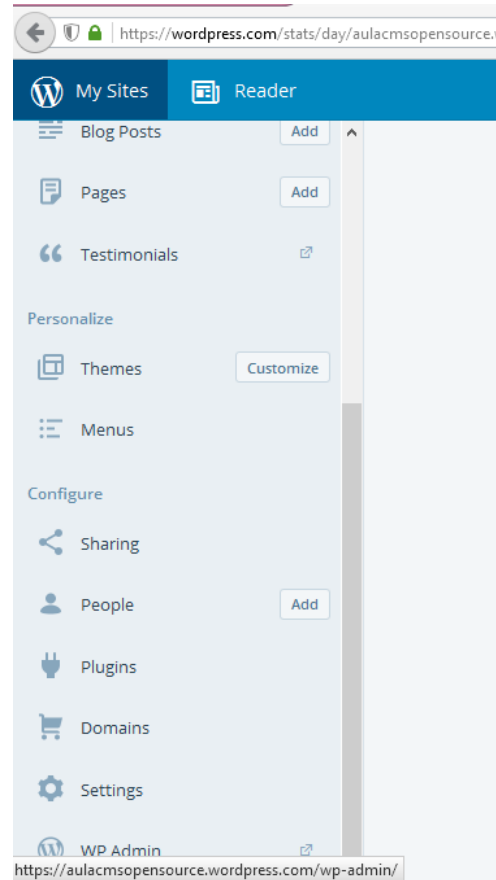 https://wordpress.com/stats/day/aulacmsopensource.
My Sites Reader
Blog Posts Add
Pages Add
Testimonials
Personalize
Themes Customize
Menus
Configure
Sharing
People Add
Plugins
Domains
Settings
WP Admin
https://aulacmsopensource.wordpress.com/wp-admin/